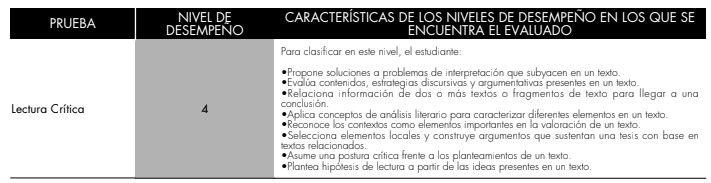 PRUEBA
NIVEL DE
DESEMPEÑO
CARACTERÍSTICAS DE LOS NIVELES DE DESEMPEÑO EN LOS QUE SE
ENCUENTRA EL EVALUADO
Lectura Crítica
4
Para clasificar en este nivel, el estudiante:
•Propone soluciones a problemas de interpretación que subyacen en un texto.
•Evalúa contenidos, estrategias discursivas y argumentativas presentes en un texto.
•Relaciona información de dos o más textos o fragmentos de texto para llegar a una
conclusión.
•Aplica conceptos de análisis literario para caracterizar diferentes elementos en un texto.
•Reconoce los contextos como elementos importantes en la valoración de un texto.
•Selecciona elementos locales y construye argumentos que sustentan una tesis con base en
textos relacionados.
•Asume una postura crítica frente a los planteamientos de un texto.
•Plantea hipótesis de lectura a partir de las ideas presentes en un texto.